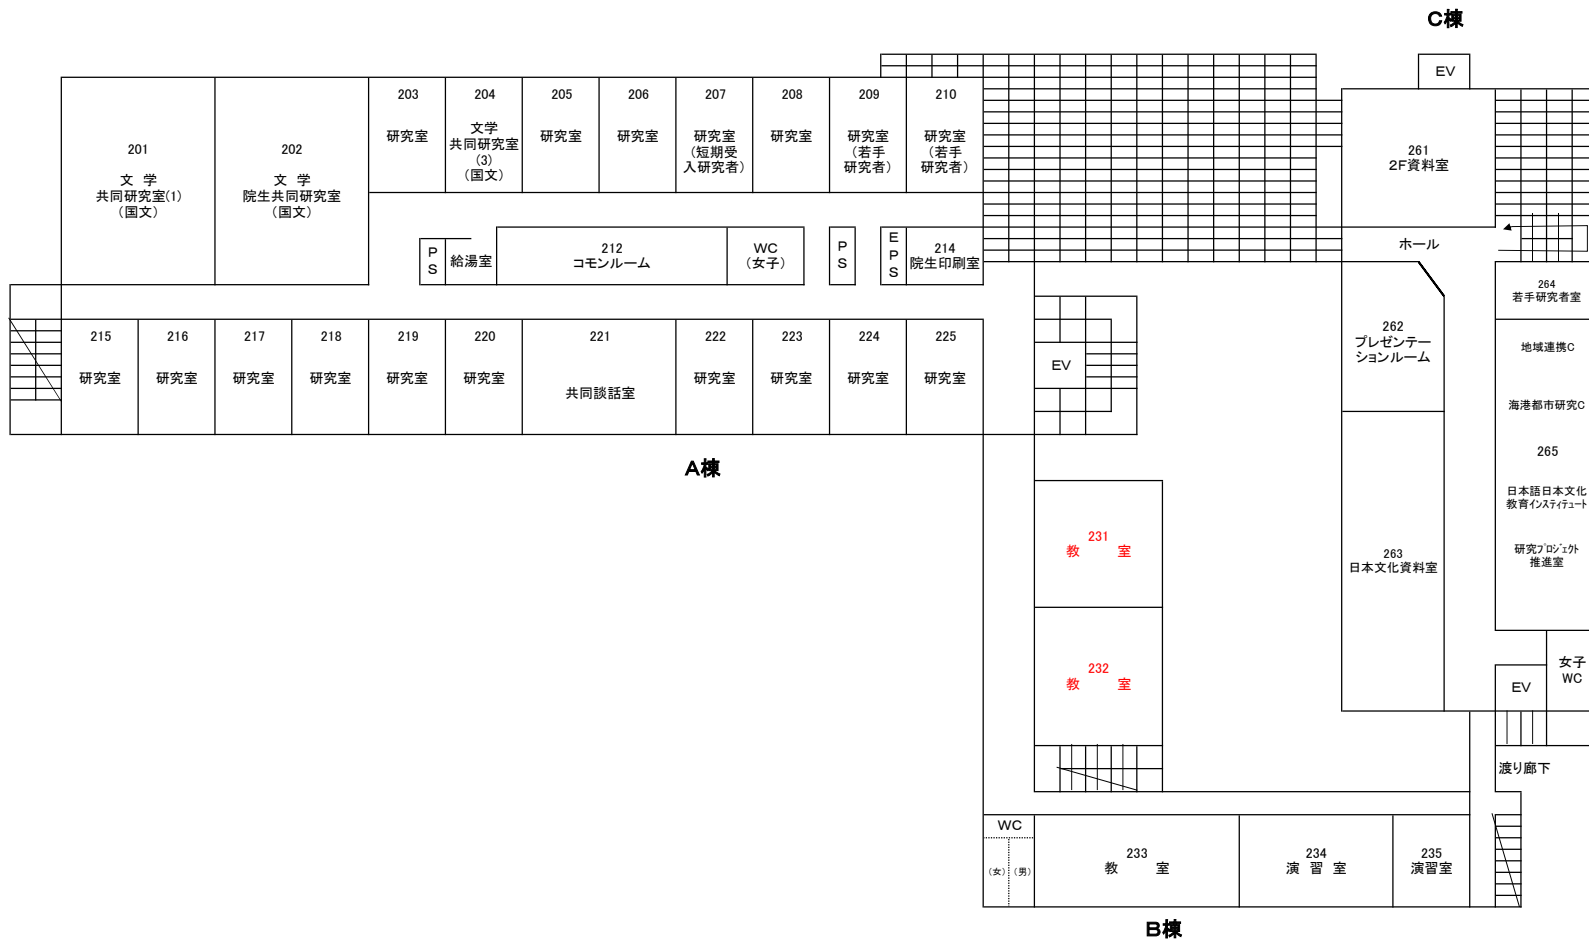 C棟
EV
201
文 学
共同研究室(1)
(国文)
202
文 学
院生共同研究室
(国文)
203
研究室
204
文学
共同研究室
(3)
(国文)
205
研究室
206
研究室
207
研究室
(短期受
入研究者)
208
研究室
209
研究室
(若手
研究者)
210
研究室
(若手
研究者)
261
2F資料室
PS
給湯室
212
コモンルーム
WC
(女子)
PS
EPS
214
院生印刷室
ホール
215
研究室
216
研究室
217
研究室
218
研究室
219
研究室
220
研究室
221
共同談話室
222
研究室
223
研究室
224
研究室
225
研究室
EV
262
プレゼンテー
ションルーム
264
若手研究者室
地域連携C
海港都市研究C
265
日本語日本文化
教育インスティテュート
研究プロジェクト
推進室
A棟
231
教 室
232
教 室
263
日本文化資料室
女子
WC
EV
渡り廊下
WC
(女)
(男)
233
教 室
234
演 習 室
235
演習室
B棟